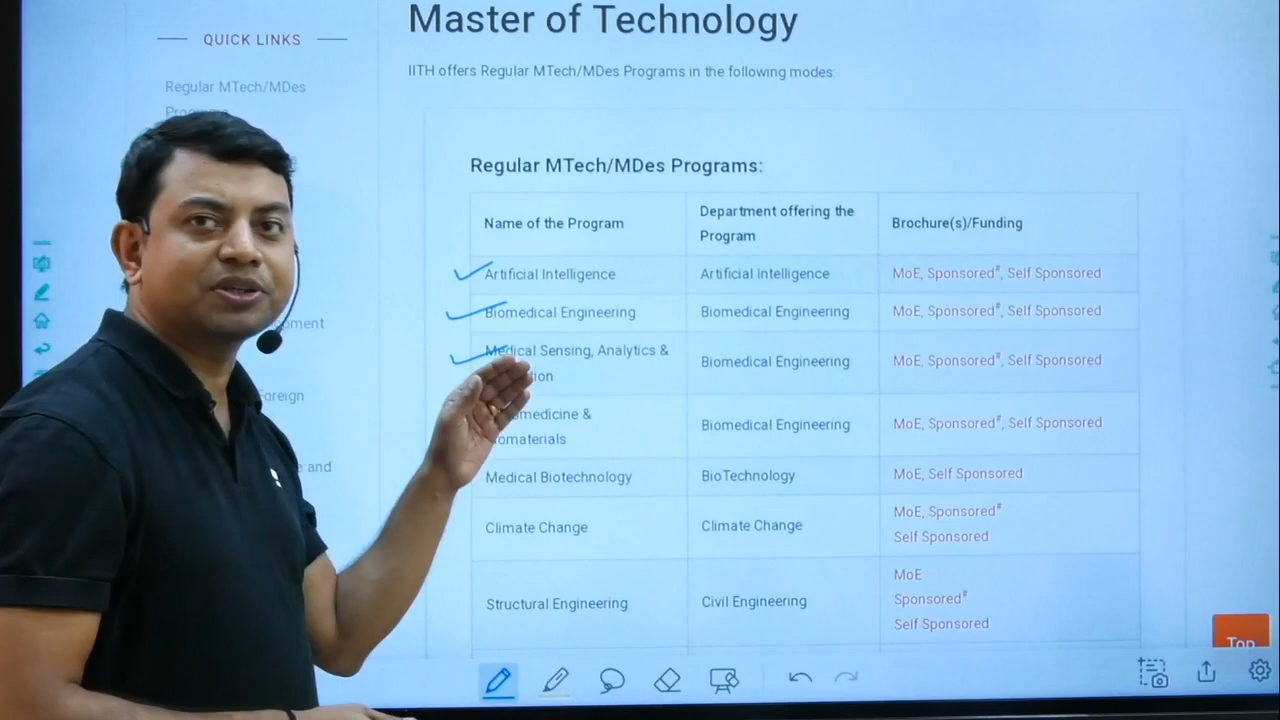 Master of Technology
QUICK LINKS
IITH offers Regular MTech/MDes Programs in the following modes:
Regular MTech/MDes
Programs
Regular MTech/MDes Programs:
Name of the Program
Department offering the
Program
Brochure(s)/Funding
Artificial Intelligence
Artificial Intelligence
MoE, Sponsored#, Self Sponsored
Biomedical Engineering
Biomedical Engineering
MoE, Sponsored#, Self Sponsored
Medical Sensing, Analytics &
Biomedical Engineering
MoE, Sponsored#, Self Sponsored
&
Biomedical Engineering
MoE, Sponsored#, Self Sponsored
Medical Biotechnology
BioTechnology
MoE, Self Sponsored
Climate Change
Climate Change
MoE, Sponsored#
Self Sponsored
Structural Engineering
Civil Engineering
MoE
Sponsored#
Self Sponsored
Foreign
and
Top